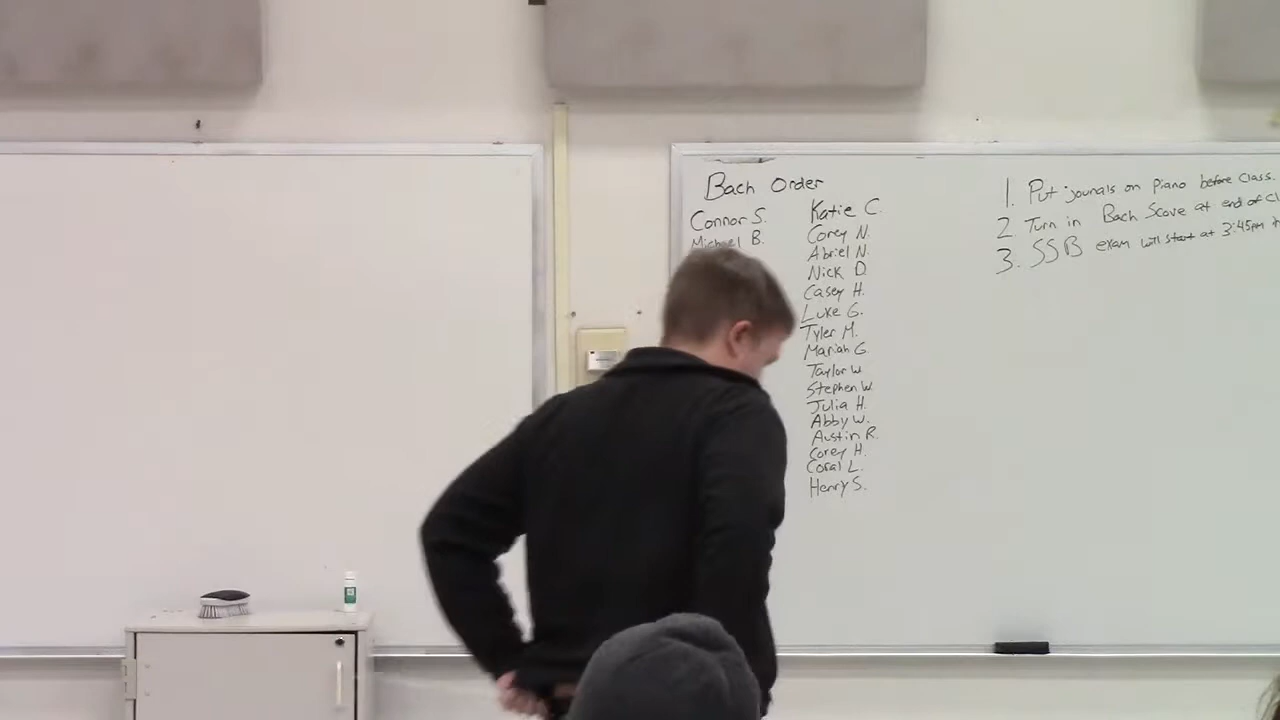 Bach Order
Connor S.
Michael B.
Katie C.
Corey N.
Abriel N.
Nick D.
Casey H.
Luke G.
Tyler M.
Mariah G.
Taylor W.
Stephen W.
Julia H.
Abby W.
Austin R.
Corey H.
Coral L.
Henry S.
1. Put journals on piano before class.
2 Turn in Bach Score at end of cl
3. SSB exam will start at 3:45pm